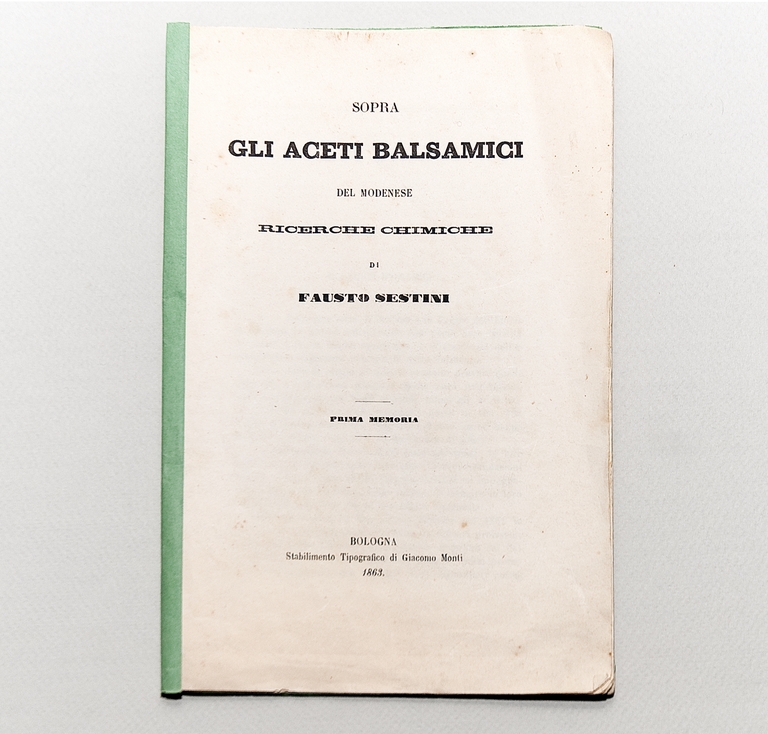 SOPRA
GLI ACETI BALSAMICI
DEL MODENESE
RICERCHE CHIMICHE
DI
FAUSTO SESTINI
PRIMA MEMORIA
BOLOGNA
Stabilimento Tipografico di Giacomo Monti
1863.